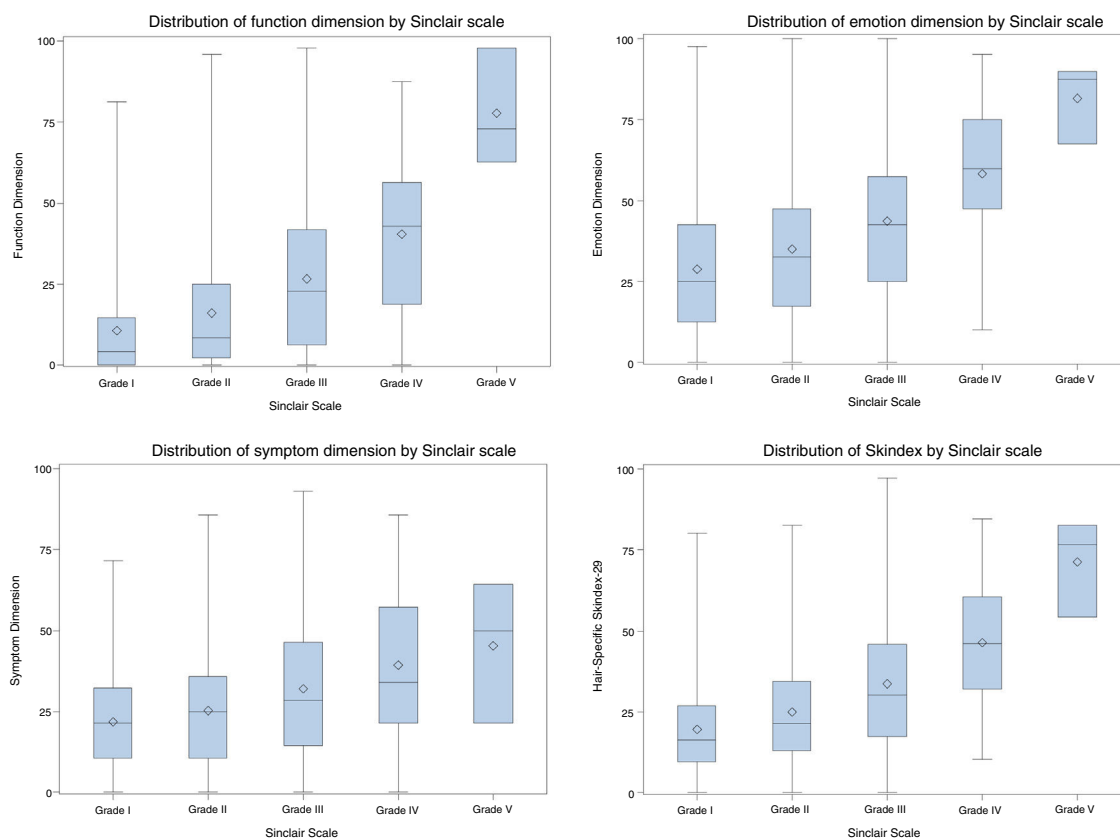 Distribution of function dimension by Sinclair scale
100
75
50
25
0
Function Dimension
Grade I Grade II Grade III Grade IV Grade V
Sinclair Scale
Distribution of emotion dimension by Sinclair scale
100
75
50
25
0
Emotion Dimension
Grade I Grade II Grade III Grade IV Grade V
Sinclair Scale
Distribution of symptom dimension by Sinclair scale
100
75
50
25
0
Symptom Dimension
Grade I Grade II Grade III Grade IV Grade V
Sinclair Scale
Distribution of Skindex by Sinclair scale
100
75
50
25
0
Hair-Specific Skindex-29
Grade I Grade II Grade III Grade IV Grade V
Sinclair Scale